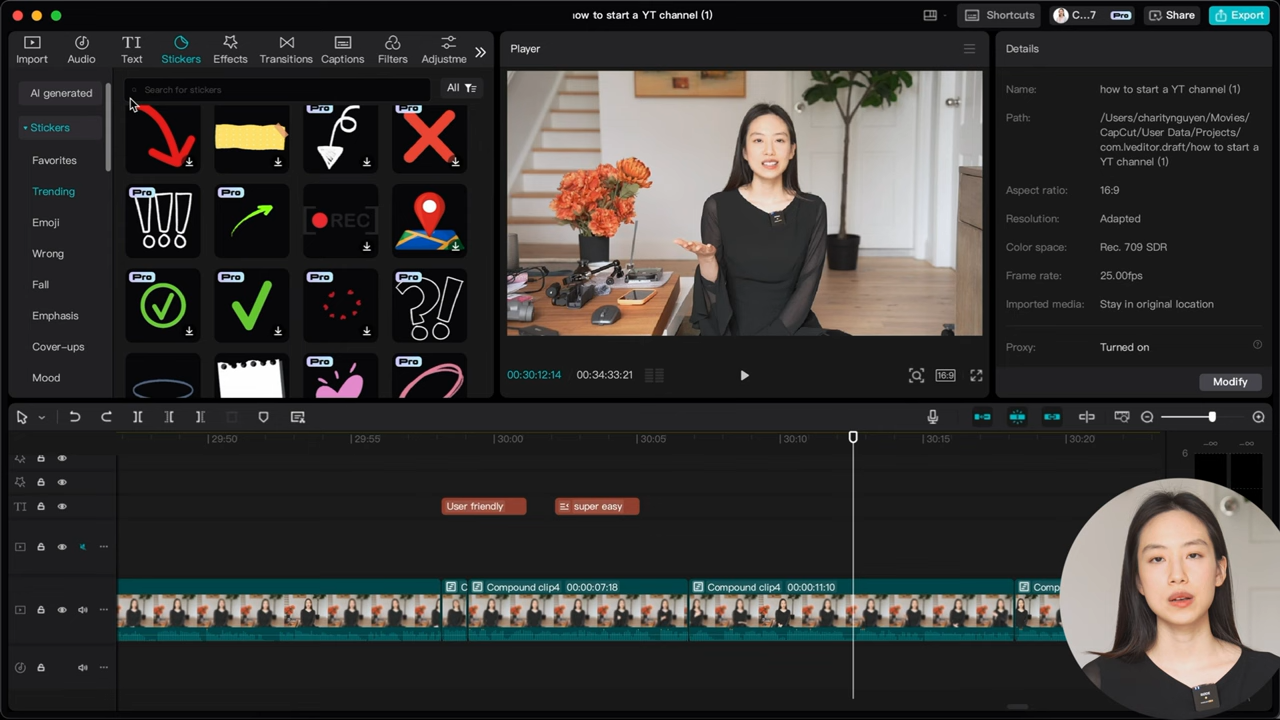 how to start a YT channel (1)
Shortcuts
C...7
Pro
Share
Export
Import
Audio
Text
Stickers
Effects
Transitions
Captions
Filters
Adjustme
AI generated
Search for stickers
All
Stickers
Favorites
Trending
Emoji
Wrong
Fall
Emphasis
Cover-ups
Mood
Pro
Pro
Pro
Pro
REC
Pro
Pro
Pro
Pro
Pro
Pro
Pro
Player
00:30:12:14
00:34:33:21
16:9
Details
Name:
how to start a YT channel (1)
Path:
/Users/charitynguyen/Movies/
CapCut/User Data/Projects/
com.lveditor.draft/how to start a
YT channel (1)
Aspect ratio:
16:9
Resolution:
Adapted
Color space:
Rec. 709 SDR
Frame rate:
25.00fps
Imported media:
Stay in original location
Proxy:
Turned on
Modify
29:50
29:55
30:00
30:05
30:10
30:15
30:20
6
User friendly
super easy
C
Compound clip4 00:00:07:18
Compound clip4 00:00:11:10
Comp